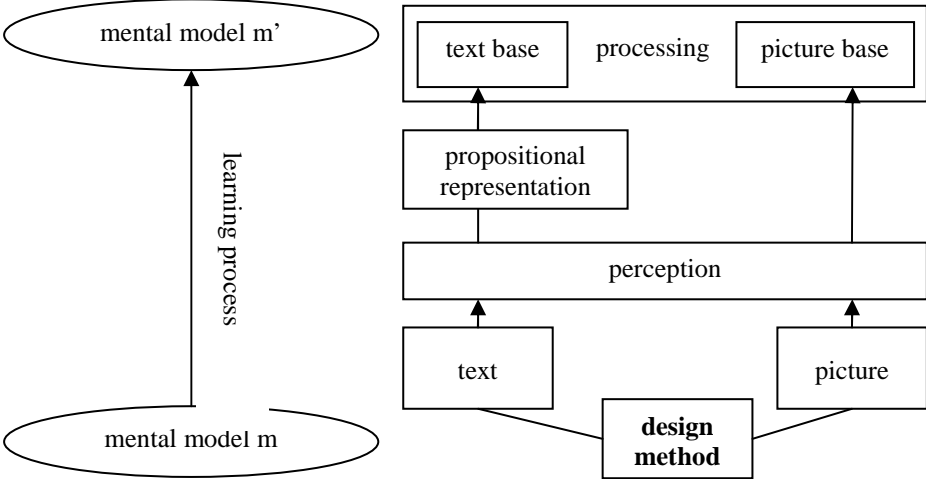 mental model m’
learning process
mental model m
text base
processing
picture base
propositional
representation
perception
text
picture
design
method